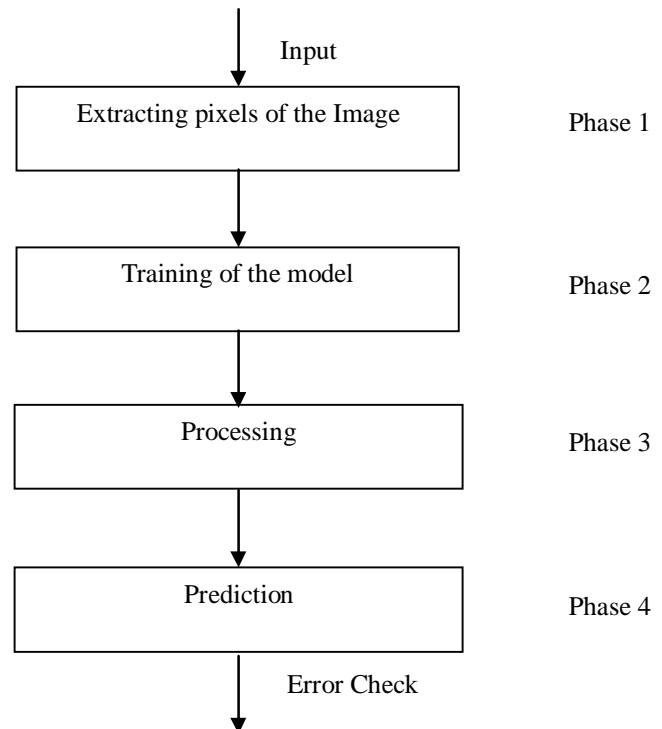 Input
Extracting pixels of the Image
Phase 1
Training of the model
Phase 2
Processing
Phase 3
Prediction
Phase 4
Error Check